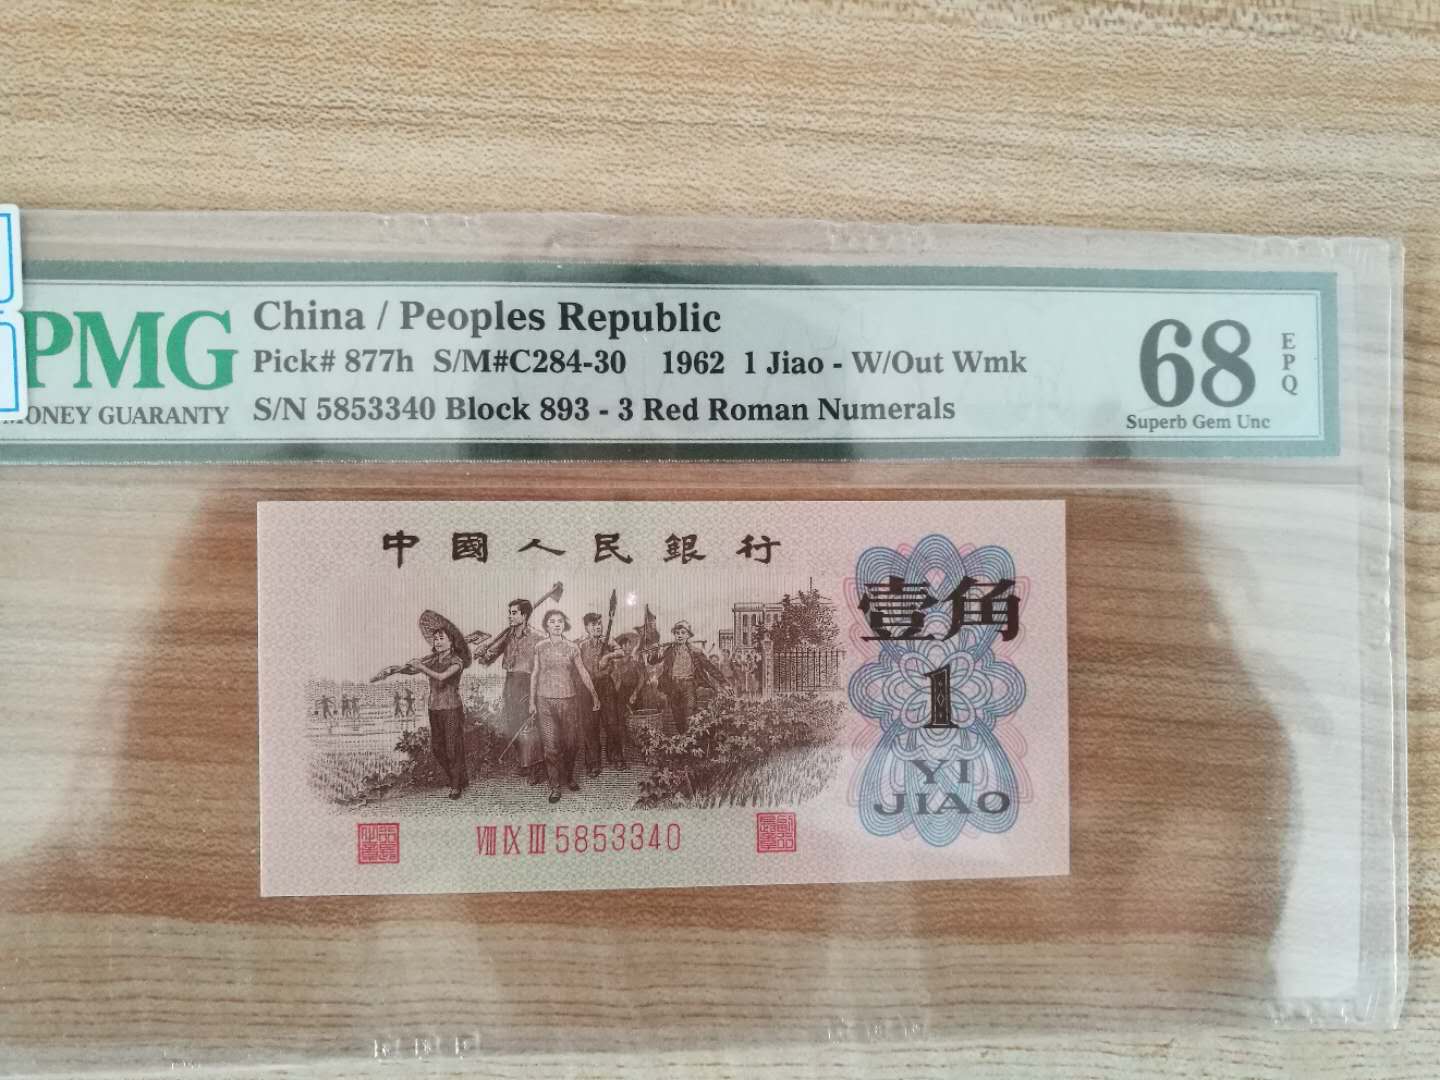 PMG
MONEY GUARANTY
China / Peoples Republic
Pick# 877h S/M#C284-30 1962 1 Jiao - W/Out Wmk
S/N 5853340 Block 893 - 3 Red Roman Numerals
68
EPQ
Superb Gem Unc
中國人民銀行
壹角
1
YI
JIAO
VIII IX III 5853340